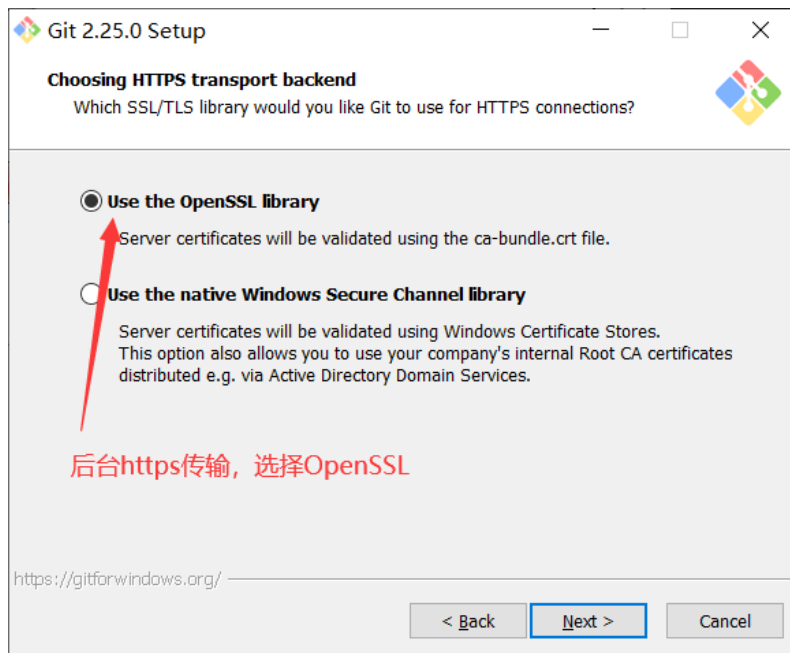 Git 2.25.0 Setup
Choosing HTTPS transport backend
Which SSL/TLS library would you like Git to use for HTTPS connections?
Use the OpenSSL library
Server certificates will be validated using the ca-bundle.crt file.
Use the native Windows Secure Channel library
Server certificates will be validated using Windows Certificate Stores.
This option also allows you to use your company's internal Root CA certificates
distributed e.g. via Active Directory Domain Services.
后台https传输，选择OpenSSL
https://gitforwindows.org/
< Back
Next >
Cancel